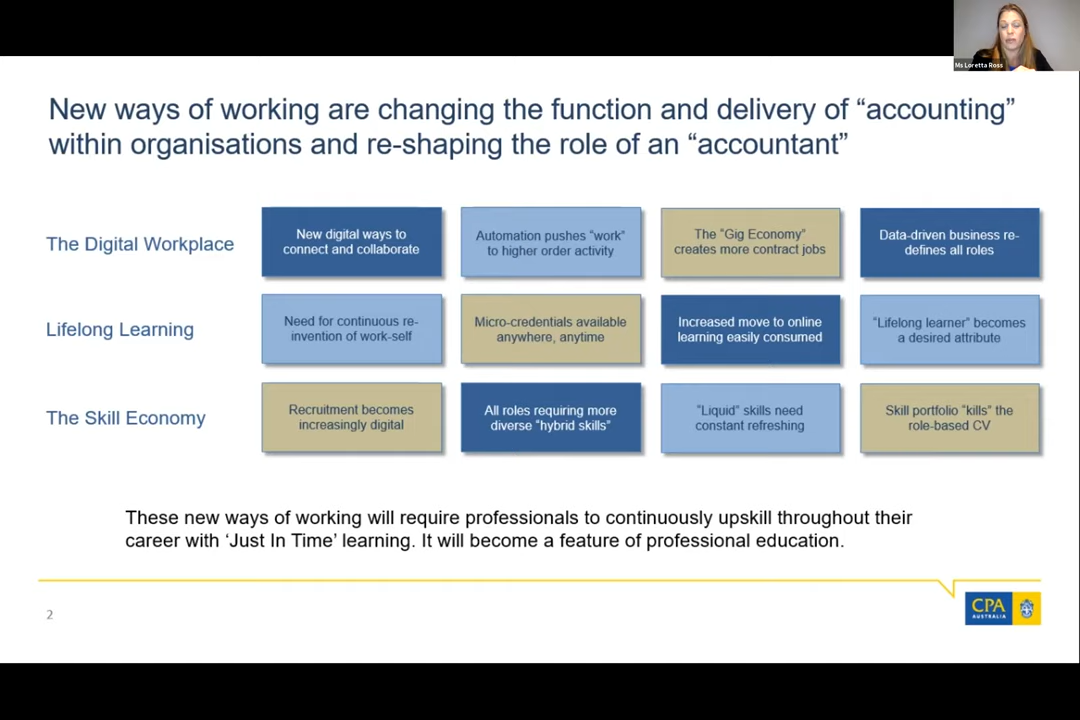 Ms Loretta Ross
New ways of working are changing the function and delivery of “accounting”
within organisations and re-shaping the role of an “accountant”
The Digital Workplace
New digital ways to
connect and collaborate
Automation pushes “work”
to higher order activity
The “Gig Economy”
creates more contract jobs
Data-driven business re-
defines all roles
Lifelong Learning
Need for continuous re-
invention of work-self
Micro-credentials available
anywhere, anytime
Increased move to online
learning easily consumed
“Lifelong learner” becomes
a desired attribute
The Skill Economy
Recruitment becomes
increasingly digital
All roles requiring more
diverse “hybrid skills”
“Liquid” skills need
constant refreshing
Skill portfolio “kills” the
role-based CV
These new ways of working will require professionals to continuously upskill throughout their
career with ‘Just In Time’ learning. It will become a feature of professional education.
2
CPA
AUSTRALIA